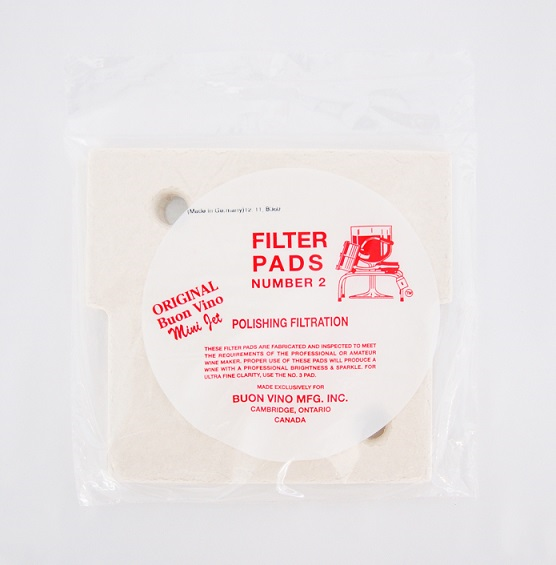 (Made in Germany)
FILTER
PADS
NUMBER 2
ORIGINAL
Buon Vino
Mini Jet
POLISHING FILTRATION
THESE FILTER PADS ARE FABRICATED AND INSPECTED TO MEET
THE REQUIREMENTS OF THE PROFESSIONAL OR AMATEUR
WINE MAKER. PROPER USE OF THESE PADS WILL PRODUCE A
WINE WITH A PROFESSIONAL BRIGHTNESS & SPARKLE. FOR
ULTRA FINE CLARITY, USE THE NO. 3 PAD.
MADE EXCLUSIVELY FOR
BUON VINO MFG. INC.
CAMBRIDGE, ONTARIO
CANADA